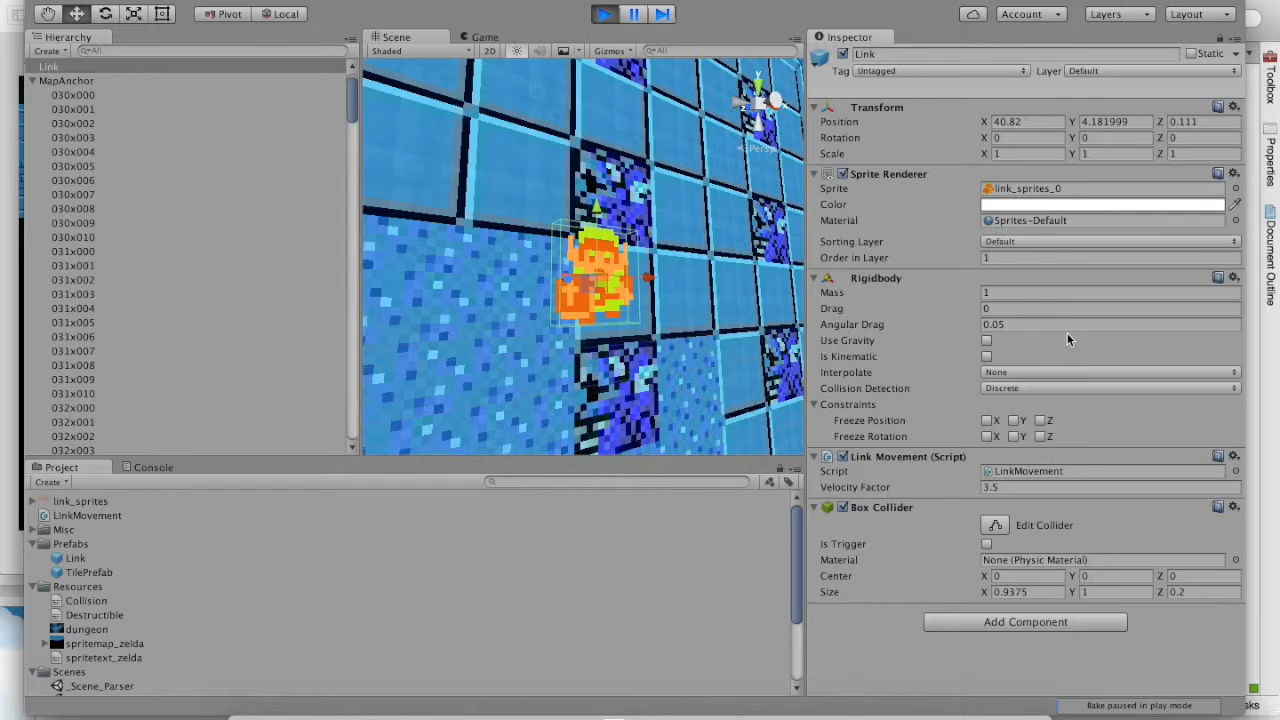 Pivot Local Account Layers Layout
Hierarchy
Create All
Link
MapAnchor
030x000
030x001
030x002
030x003
030x004
030x005
030x006
030x007
030x008
030x009
030x010
031x000
031x001
031x002
031x003
031x004
031x005
031x006
031x007
031x008
031x009
031x010
032x000
032x001
032x002
032x003
Scene Game
Shaded 2D Gizmos All
y
z
Persp
Project Console
Create
link_sprites
LinkMovement
Misc
Prefabs
Link
TilePrefab
Resources
Collision
Destructible
dungeon
spritemap_zelda
spritetext_zelda
Scenes
_Scene_Parser
Inspector
Link Static
Tag Untagged Layer Default
Transform
Position X 40.82 Y 4.181999 Z 0.111
Rotation X 0 Y 0 Z 0
Scale X 1 Y 1 Z 1
Sprite Renderer
Sprite link_sprites_0
Color
Material Sprites-Default
Sorting Layer Default
Order in Layer 1
Rigidbody
Mass 1
Drag 0
Angular Drag 0.05
Use Gravity
Is Kinematic
Interpolate None
Collision Detection Discrete
Constraints
Freeze Position X Y Z
Freeze Rotation X Y Z
Link Movement (Script)
Script LinkMovement
Velocity Factor 3.5
Box Collider
Edit Collider
Is Trigger
Material None (Physic Material)
Center X 0 Y 0 Z 0
Size X 0.9375 Y 1 Z 0.2
Add Component
Bake paused in play mode
Toolbox
Properties
Document Outline